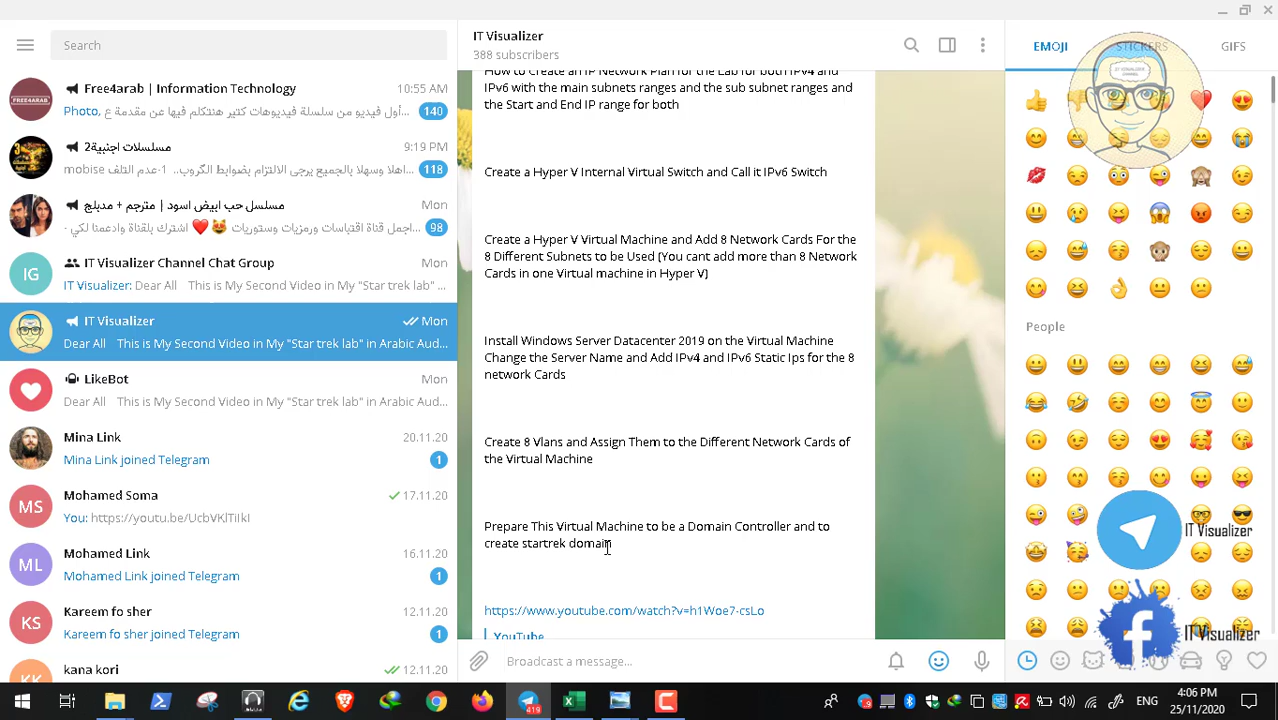 Search
Free4arab | Information Technology
10:55 AM
Photo, أول فيديو من سلسلة فيديوهات كتير هنتكلم فيها عن مقدمة ع...
140
مسلسلات اجنبية2
9:19 PM
اهلا وسهلا بالجميع يرجى الالتزام بضوابط الگروب.. 1-عدم التلف mobise
118
مسلسل حب ابيض اسود | مترجم + مدبلج
Mon
اجمل قناة اقتباسات ورمزيات وستوريات ❤️ 😻 اشترك بلقناة وادعمنا لكي -
98
IG
IT Visualizer Channel Chat Group
Mon
IT Visualizer: Dear All This is My Second Video in My "Star trek lab" ...
IT Visualizer
Mon
Dear All This is My Second Video in My "Star trek lab" in Arabic Aud...
LikeBot
Mon
Dear All This is My Second Video in My "Star trek lab" in Arabic Aud...
Mina Link
20.11.20
Mina Link joined Telegram
1
MS
Mohamed Soma
17.11.20
You: https://youtu.be/UcbVKlTiIkI
ML
Mohamed Link
16.11.20
Mohamed Link joined Telegram
1
KS
Kareem fo sher
12.11.20
Kareem fo sher joined Telegram
1
KK
kana kori
12.11.20
IT Visualizer
388 subscribers
How to Create an IP Network Plan for the Lab for both IPv4 and
IPv6 with the main subnets ranges and the sub subnet ranges and
the Start and End IP range for both
Create a Hyper V Internal Virtual Switch and Call it IPv6 Switch
Create a Hyper V Virtual Machine and Add 8 Network Cards For the
8 Different Subnets to be Used [You cant add more than 8 Network
Cards in one Virtual machine in Hyper V]
Install Windows Server Datacenter 2019 on the Virtual Machine
Change the Server Name and Add IPv4 and IPv6 Static Ips for the 8
network Cards
Create 8 Vlans and Assign Them to the Different Network Cards of
the Virtual Machine
Prepare This Virtual Machine to be a Domain Controller and to
create startrek domain
https://www.youtube.com/watch?v=h1Woe7-csLo
YouTube
Broadcast a message...
EMOJI
STICKERS
GIFS
IT VISUALIZER
CHANNEL
People
IT Visualizer
IT Visualizer
419
ENG
4:06 PM
25/11/2020